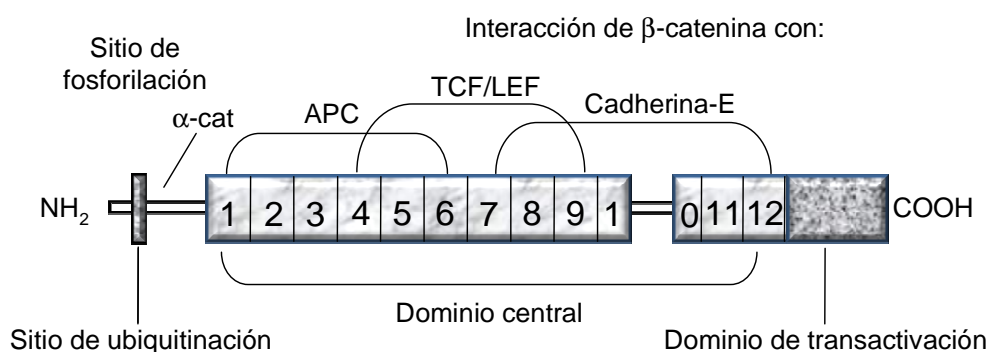 Interacción de β-catenina con:
Sitio de
fosforilación
α-cat
APC
TCF/LEF
Cadherina-E
NH2
1 2 3 4 5 6 7 8 9 1 0 11 12
COOH
Dominio central
Sitio de ubiquitinación
Dominio de transactivación